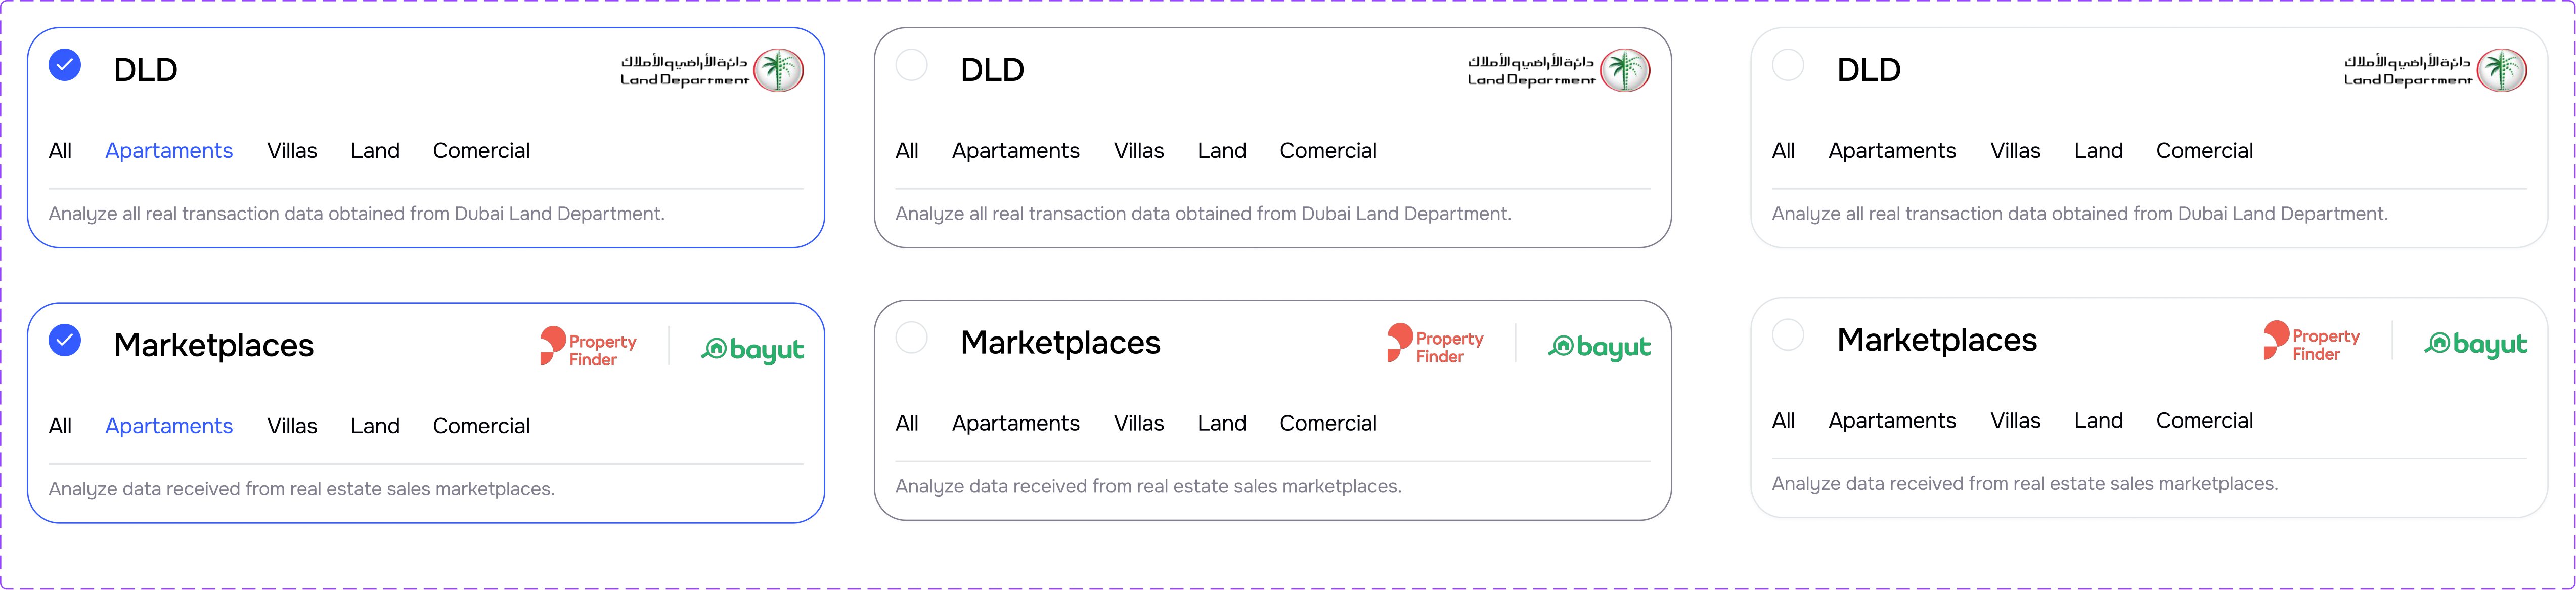 DLD
دائرة الأراضي والأملاك
Land Department
DLD
دائرة الأراضي والأملاك
Land Department
DLD
دائرة الأراضي والأملاك
Land Department
All Apartaments Villas Land Comercial
All Apartaments Villas Land Comercial
All Apartaments Villas Land Comercial
Analyze all real transaction data obtained from Dubai Land Department.
Analyze all real transaction data obtained from Dubai Land Department.
Analyze all real transaction data obtained from Dubai Land Department.
Marketplaces
Property
Finder
bayut
Marketplaces
Property
Finder
bayut
Marketplaces
Property
Finder
bayut
All Apartaments Villas Land Comercial
All Apartaments Villas Land Comercial
All Apartaments Villas Land Comercial
Analyze data received from real estate sales marketplaces.
Analyze data received from real estate sales marketplaces.
Analyze data received from real estate sales marketplaces.